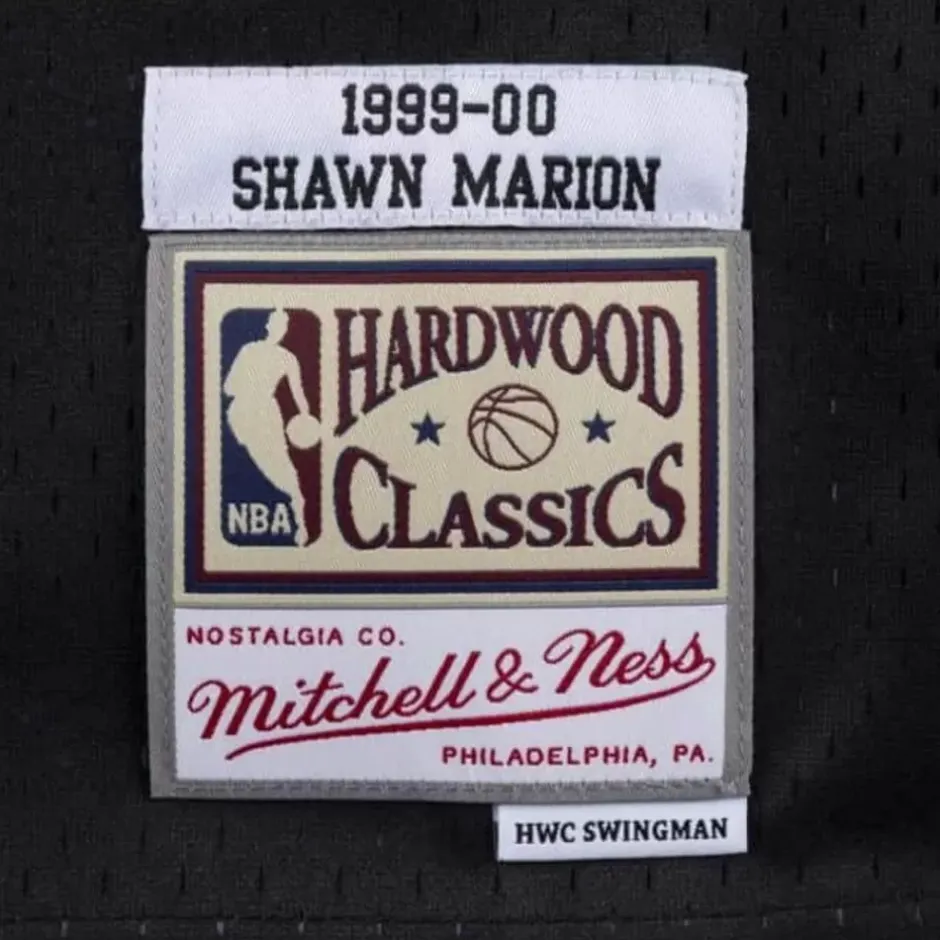 1999-00
SHAWN MARION
HARDWOOD
CLASSICS
NBA
NOSTALGIA CO.
Mitchell & Ness
PHILADELPHIA, PA.
HWC SWINGMAN